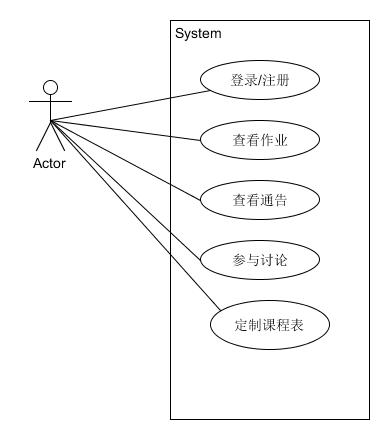 System
登录/注册
查看作业
Actor
查看通告
参与讨论
定制课程表